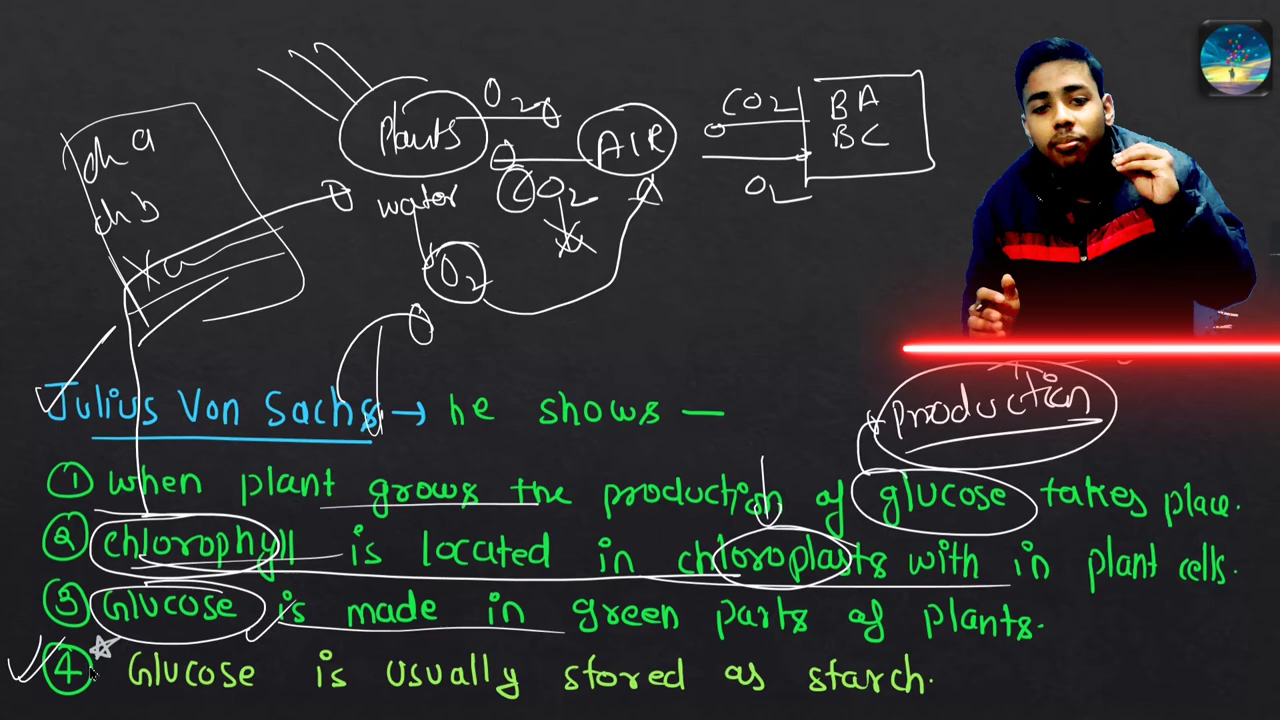 ch a
ch b
Xa
Plants
O2
AIR
CO2
BA
BC
CO2
O2
water
O2
Julius Von Sachs → he shows —
production
① when plant grows the production of glucose takes place.
② chlorophyll is located in chloroplasts with in plant cells.
③ Glucose is made in green parts of plants.
④ Glucose is usually stored as starch.